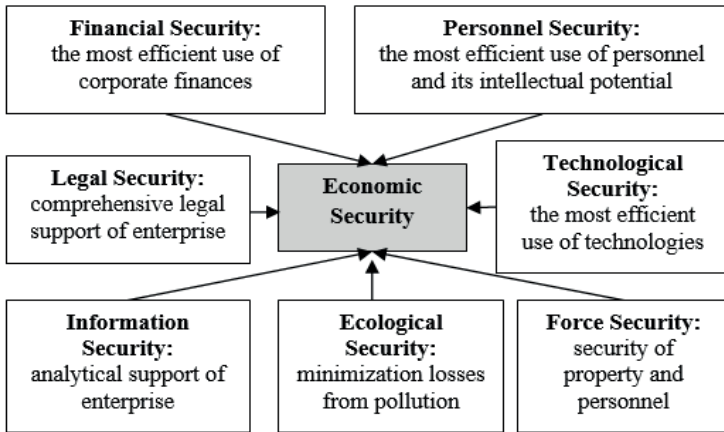 Financial Security:
the most efficient use of
corporate finances
Personnel Security:
the most efficient use of personnel
and its intellectual potential
Legal Security:
comprehensive legal
support of enterprise
Economic
Security
Technological
Security:
the most efficient
use of technologies
Information
Security:
analytical support of
enterprise
Ecological
Security:
minimization losses
from pollution
Force Security:
security of
property and
personnel